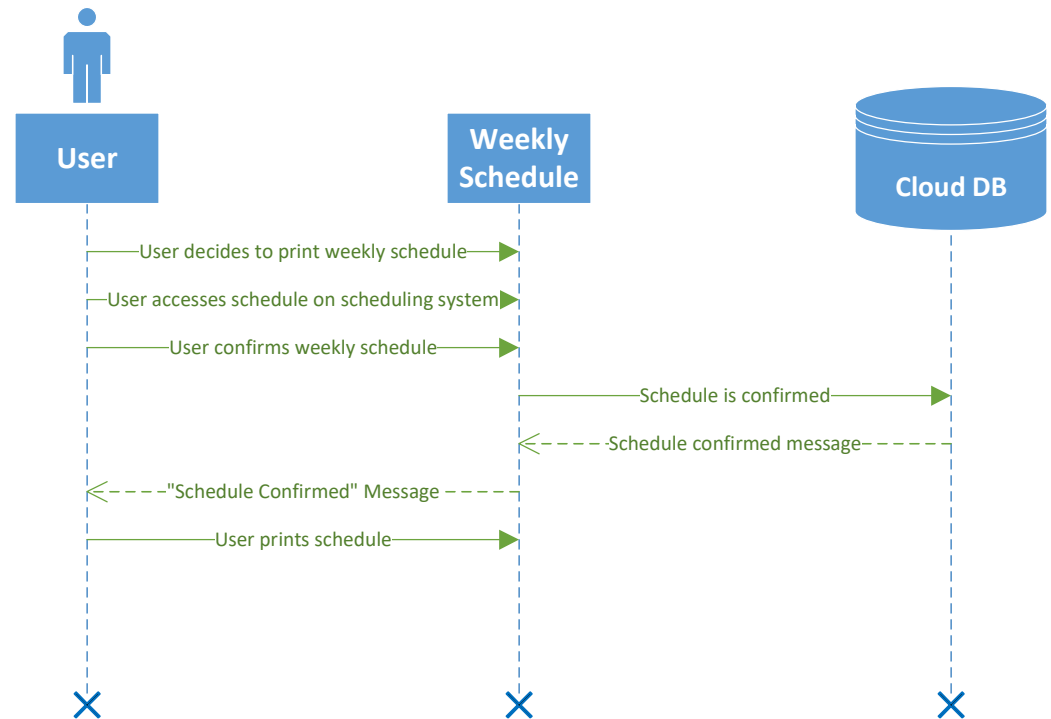 User
Weekly
Schedule
Cloud DB
User decides to print weekly schedule
User accesses schedule on scheduling system
User confirms weekly schedule
Schedule is confirmed
Schedule confirmed message
"Schedule Confirmed" Message
User prints schedule